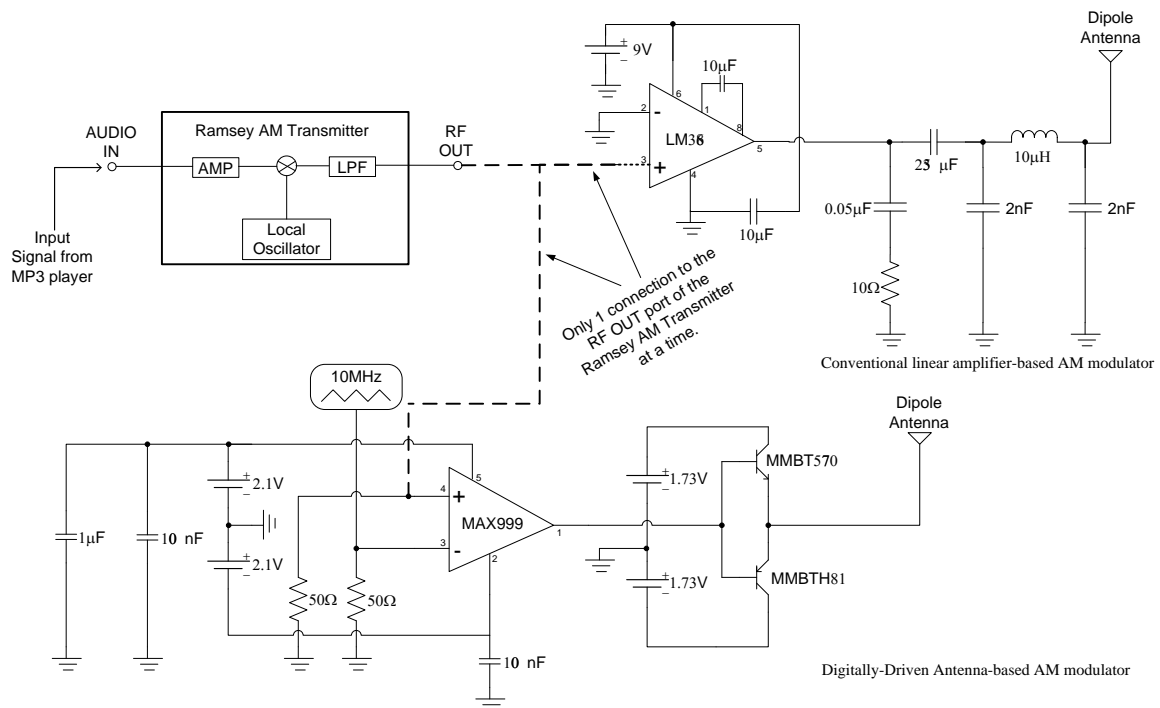 Dipole
Antenna
9V
10μF
6
1
8
2
-
LM386
5
3
+
4
10μF
25 μF
10μH
0.05μF
2nF
2nF
10Ω
Conventional linear amplifier-based AM modulator
AUDIO
IN
Ramsey AM Transmitter
AMP
LPF
Local
Oscillator
RF
OUT
Input
Signal from
MP3 player
Only 1 connection to the
RF OUT port of the
Ramsey AM Transmitter
at a time.
10MHz
Dipole
Antenna
2.1V
2.1V
1μF
10 nF
50Ω
50Ω
5
4
+
MAX999
1
3
-
2
10 nF
1.73V
1.73V
MMBT570
MMBTH81
Digitally-Driven Antenna-based AM modulator